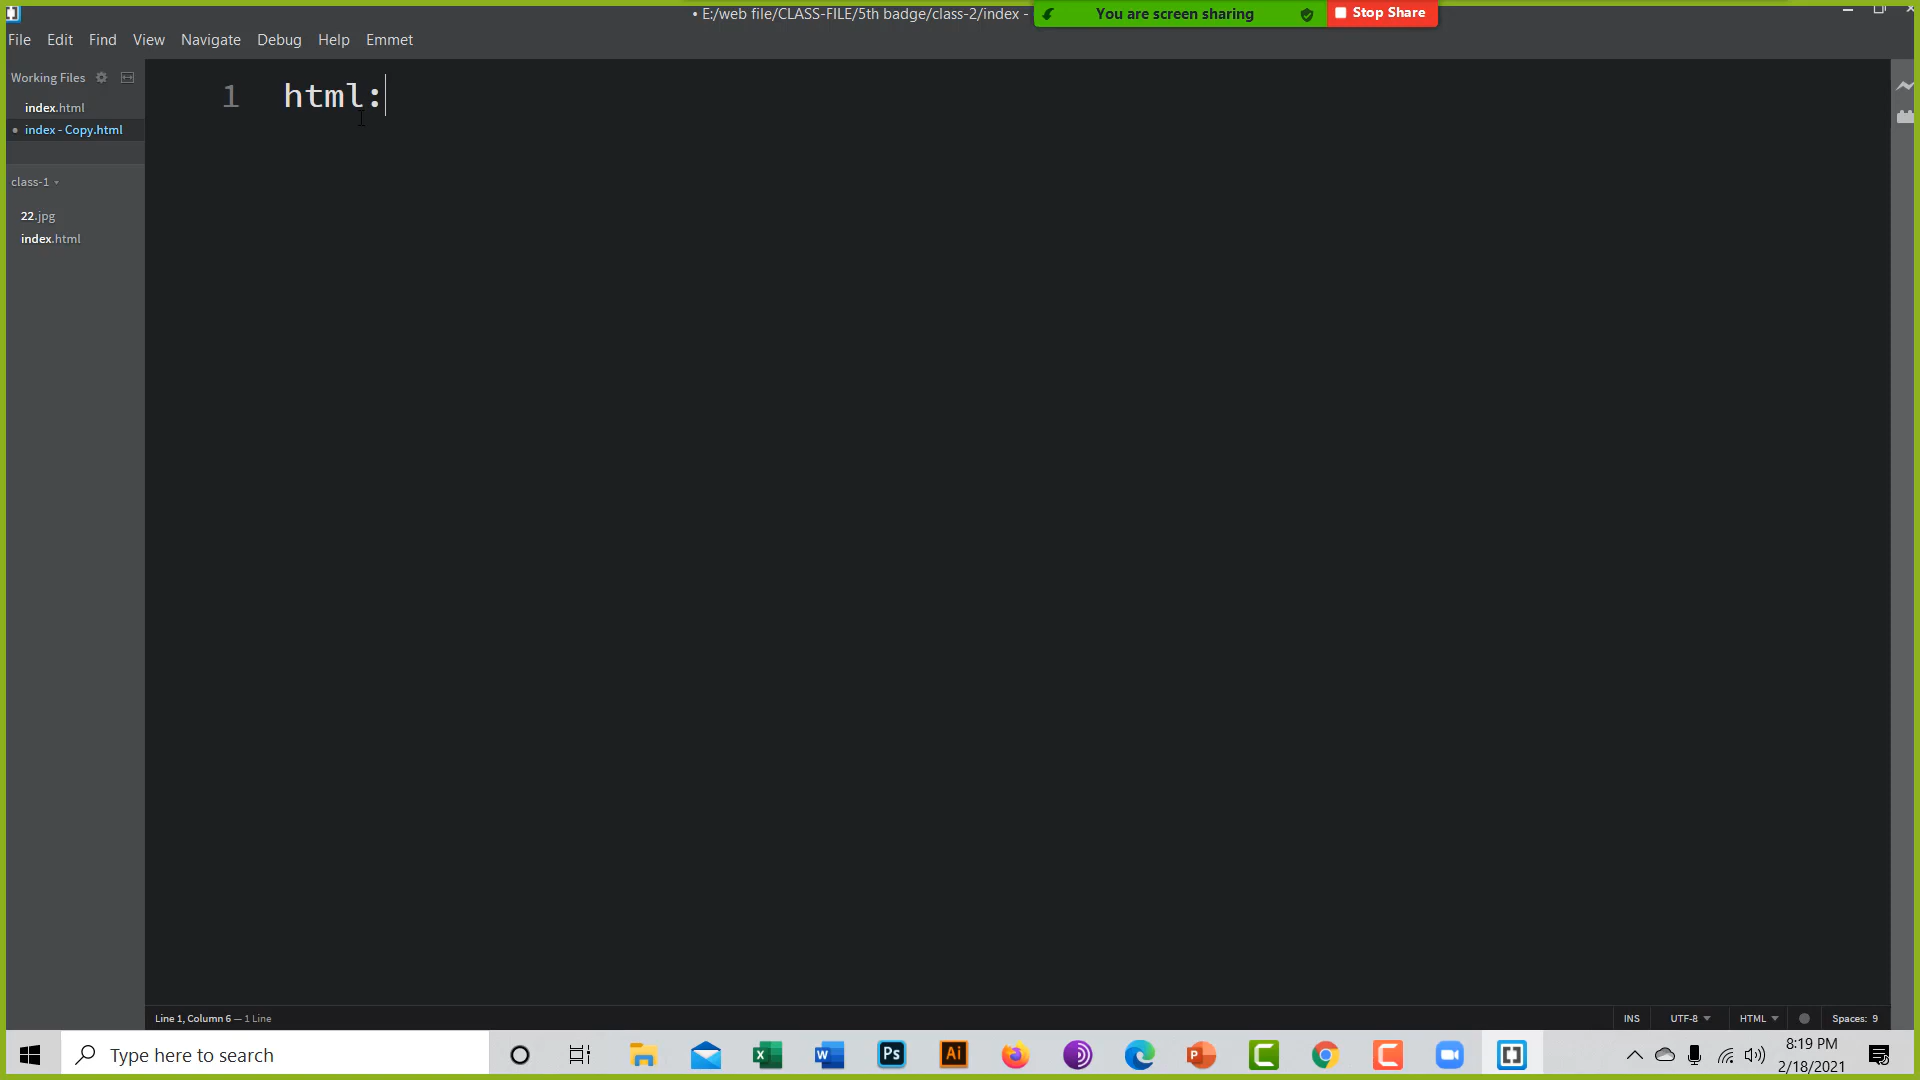 • E:/web file/CLASS-FILE/5th badge/class-2/index -
You are screen sharing
Stop Share
File Edit Find View Navigate Debug Help Emmet
Working Files
index.html
• index - Copy.html
class-1
22.jpg
index.html
1 html:
Line 1, Column 6 — 1 Line
INS UTF-8 HTML Spaces: 9
Type here to search
X
W
Ps
Ai
P
C
C
8:19 PM
2/18/2021